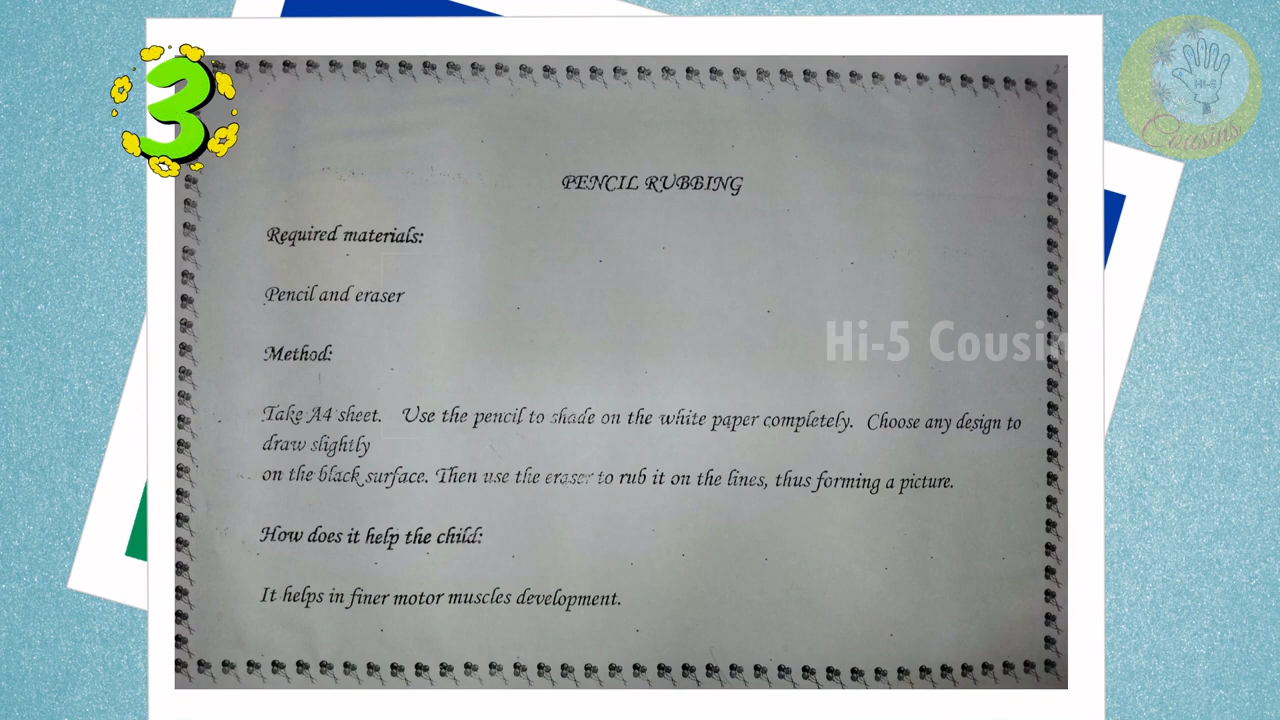 3
HI-5
Cousins
PENCIL RUBBING
Required materials:
Pencil and eraser
Hi-5 Cousin
Method:
Take A4 sheet. Use the pencil to shade on the white paper completely. Choose any design to
draw slightly
on the black surface. Then use the eraser to rub it on the lines, thus forming a picture.
How does it help the child:
It helps in finer motor muscles development.